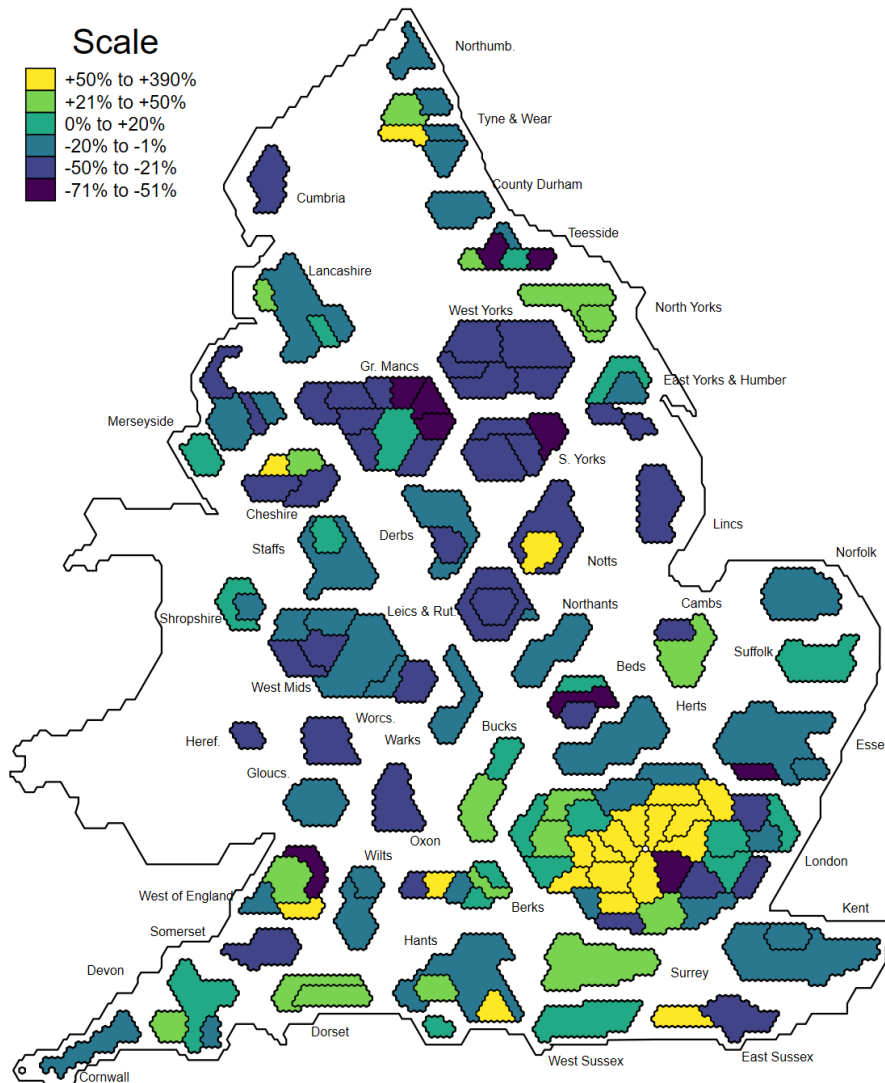 Scale
+50% to +390%
+21% to +50%
0% to +20%
-20% to -1%
-50% to -21%
-71% to -51%
Northumb.
Tyne & Wear
County Durham
Cumbria
Teesside
Lancashire
West Yorks
North Yorks
Gr. Mancs
East Yorks & Humber
Merseyside
S. Yorks
Cheshire
Lincs
Staffs
Derbs
Notts
Norfolk
Shropshire
Leics & Rut.
Northants
Cambs
Suffolk
West Mids
Beds
Herts
Worcs.
Bucks
Heref.
Warks
Esse
Gloucs.
Oxon
Wilts
London
West of England
Berks
Kent
Somerset
Hants
Devon
Surrey
Dorset
West Sussex
East Sussex
Cornwall